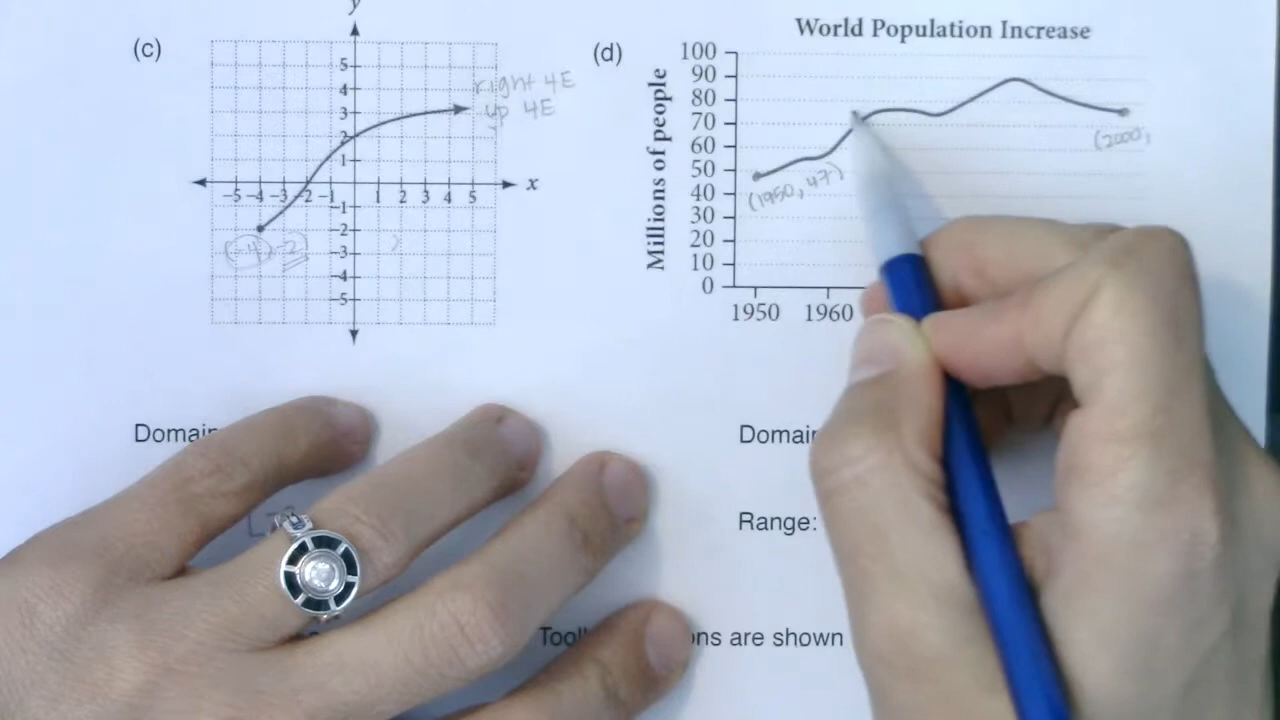 y
(c)
5
4
3
2
1
-5 -4 -3 -2 -1 1 2 3 4 5 x
-1
-2
-3
-4
-5
right 4E
up 4E
(-4, -2)
(d)
World Population Increase
Millions of people
100
90
80
70
60
50
40
30
20
10
0
1950 1960
(1950, 47)
(2000,
Domain
Domain
Range:
Tool
ons are shown